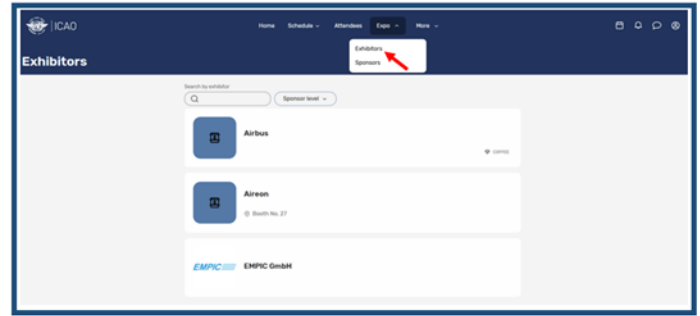 ICAO
Home Schedule Attendees Expo More
Exhibitors
Sponsors
Exhibitors
Search by exhibitor
Sponsor level
Airbus
Aireon
Booth No. 27
EMPIC
EMPIC GmbH